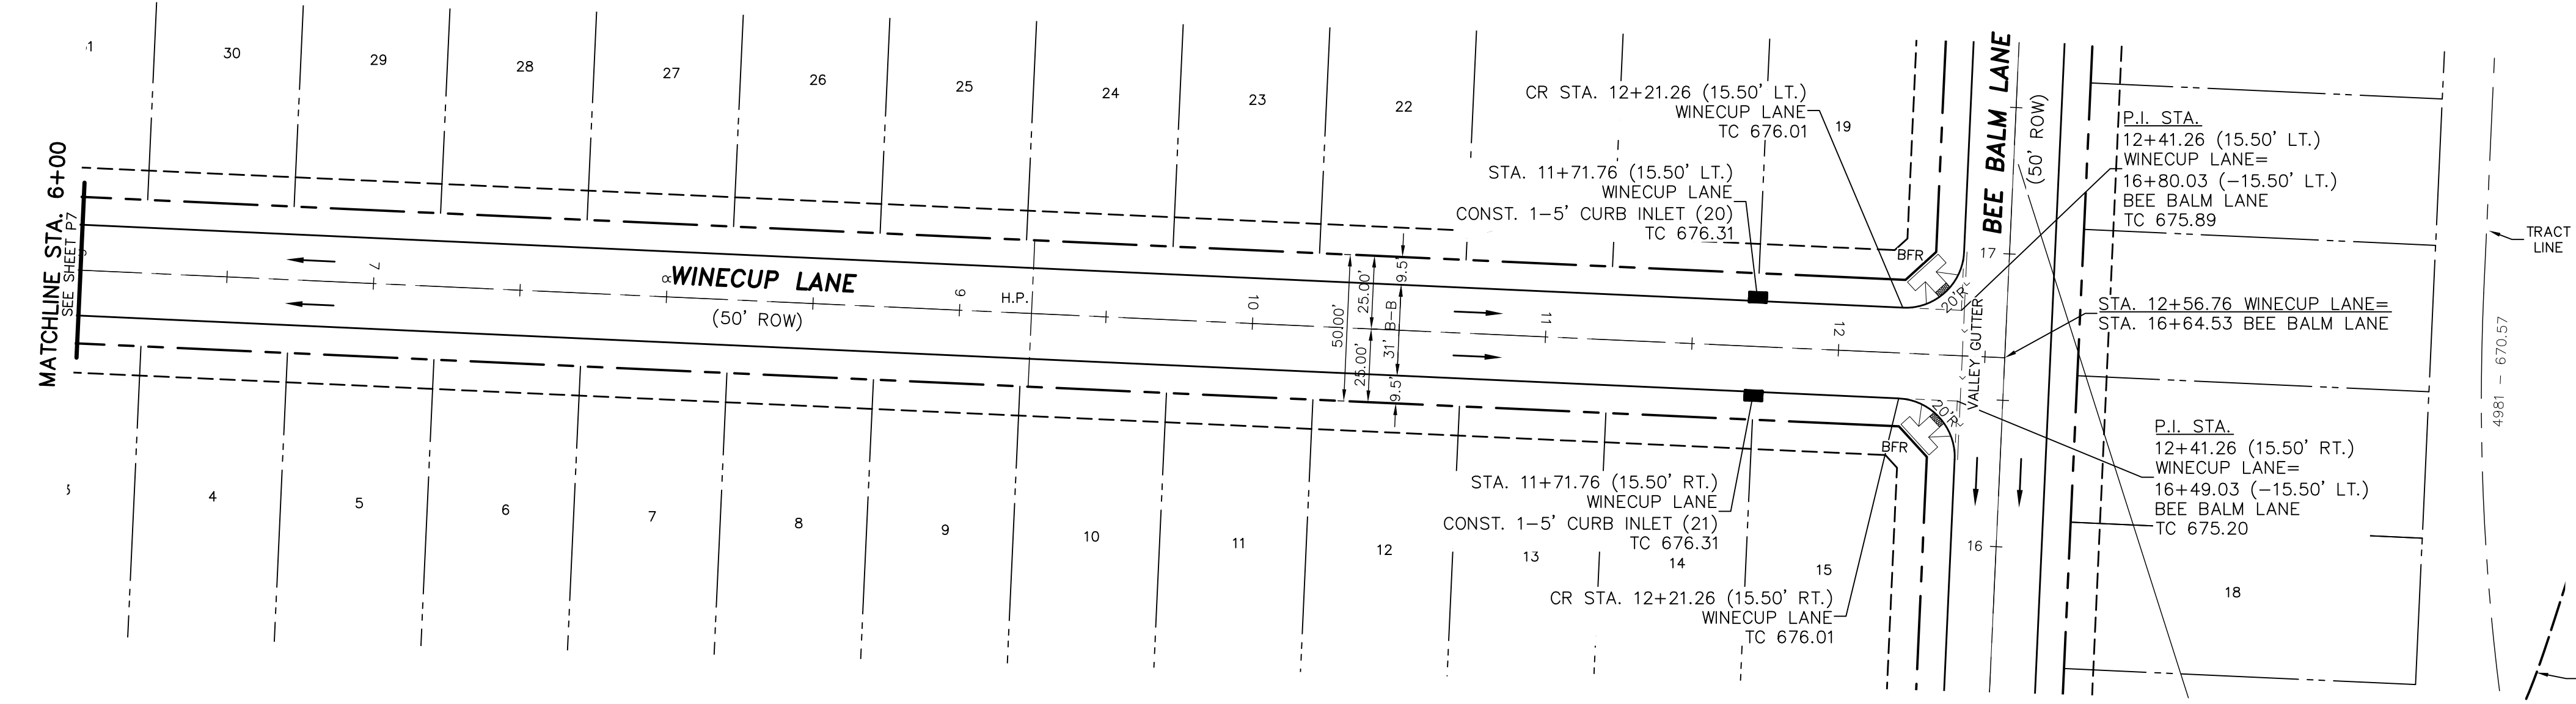 MATCHLINE STA. 6+00
SEE SHEET P7
30
29
28
27
26
25
24
23
22
19
CR STA. 12+21.26 (15.50' LT.)
WINECUP LANE
TC 676.01
STA. 11+71.76 (15.50' LT.)
WINECUP LANE
CONST. 1-5' CURB INLET (20)
TC 676.31
BEE BALM LANE
(50' ROW)
P.I. STA.
12+41.26 (15.50' LT.)
WINECUP LANE=
16+80.03 (-15.50' LT.)
BEE BALM LANE
TC 675.89
TRACT
LINE
7
WINECUP LANE
(50' ROW)
9
H.P.
10
50.00'
25.00'
25.00'
9.5'
31' B-B
9.5'
11
12
BFR
20'R
17
VALLEY GUTTER
STA. 12+56.76 WINECUP LANE=
STA. 16+64.53 BEE BALM LANE
4981 - 670.57
20'R
BFR
P.I. STA.
12+41.26 (15.50' RT.)
WINECUP LANE=
16+49.03 (-15.50' LT.)
BEE BALM LANE
TC 675.20
16
4
5
6
7
8
9
10
11
12
13
14
15
18
STA. 11+71.76 (15.50' RT.)
WINECUP LANE
CONST. 1-5' CURB INLET (21)
TC 676.31
CR STA. 12+21.26 (15.50' RT.)
WINECUP LANE
TC 676.01